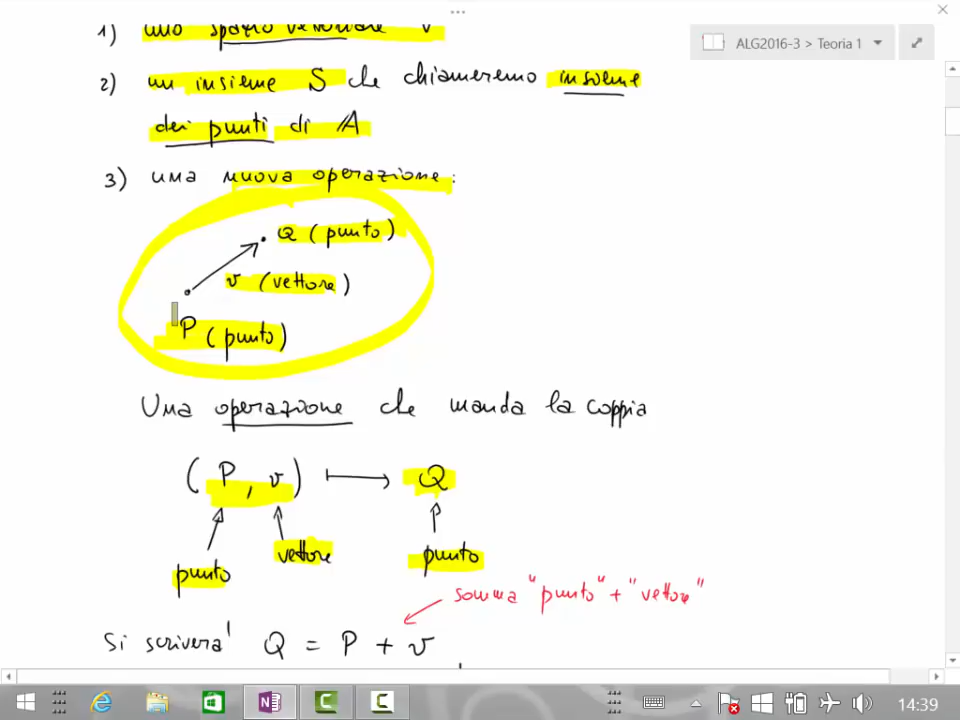 1) uno spazio vettoriale V
ALG2016-3 > Teoria 1
2) un insieme S che chiameremo insieme
dei punti di A
3) una nuova operazione:
Q (punto)
v (vettore)
P (punto)
Una operazione che manda la coppia
( P, v ) ⟼ Q
punto vettore punto
somma "punto" + "vettore"
Si scrivera' Q = P + v
14:39